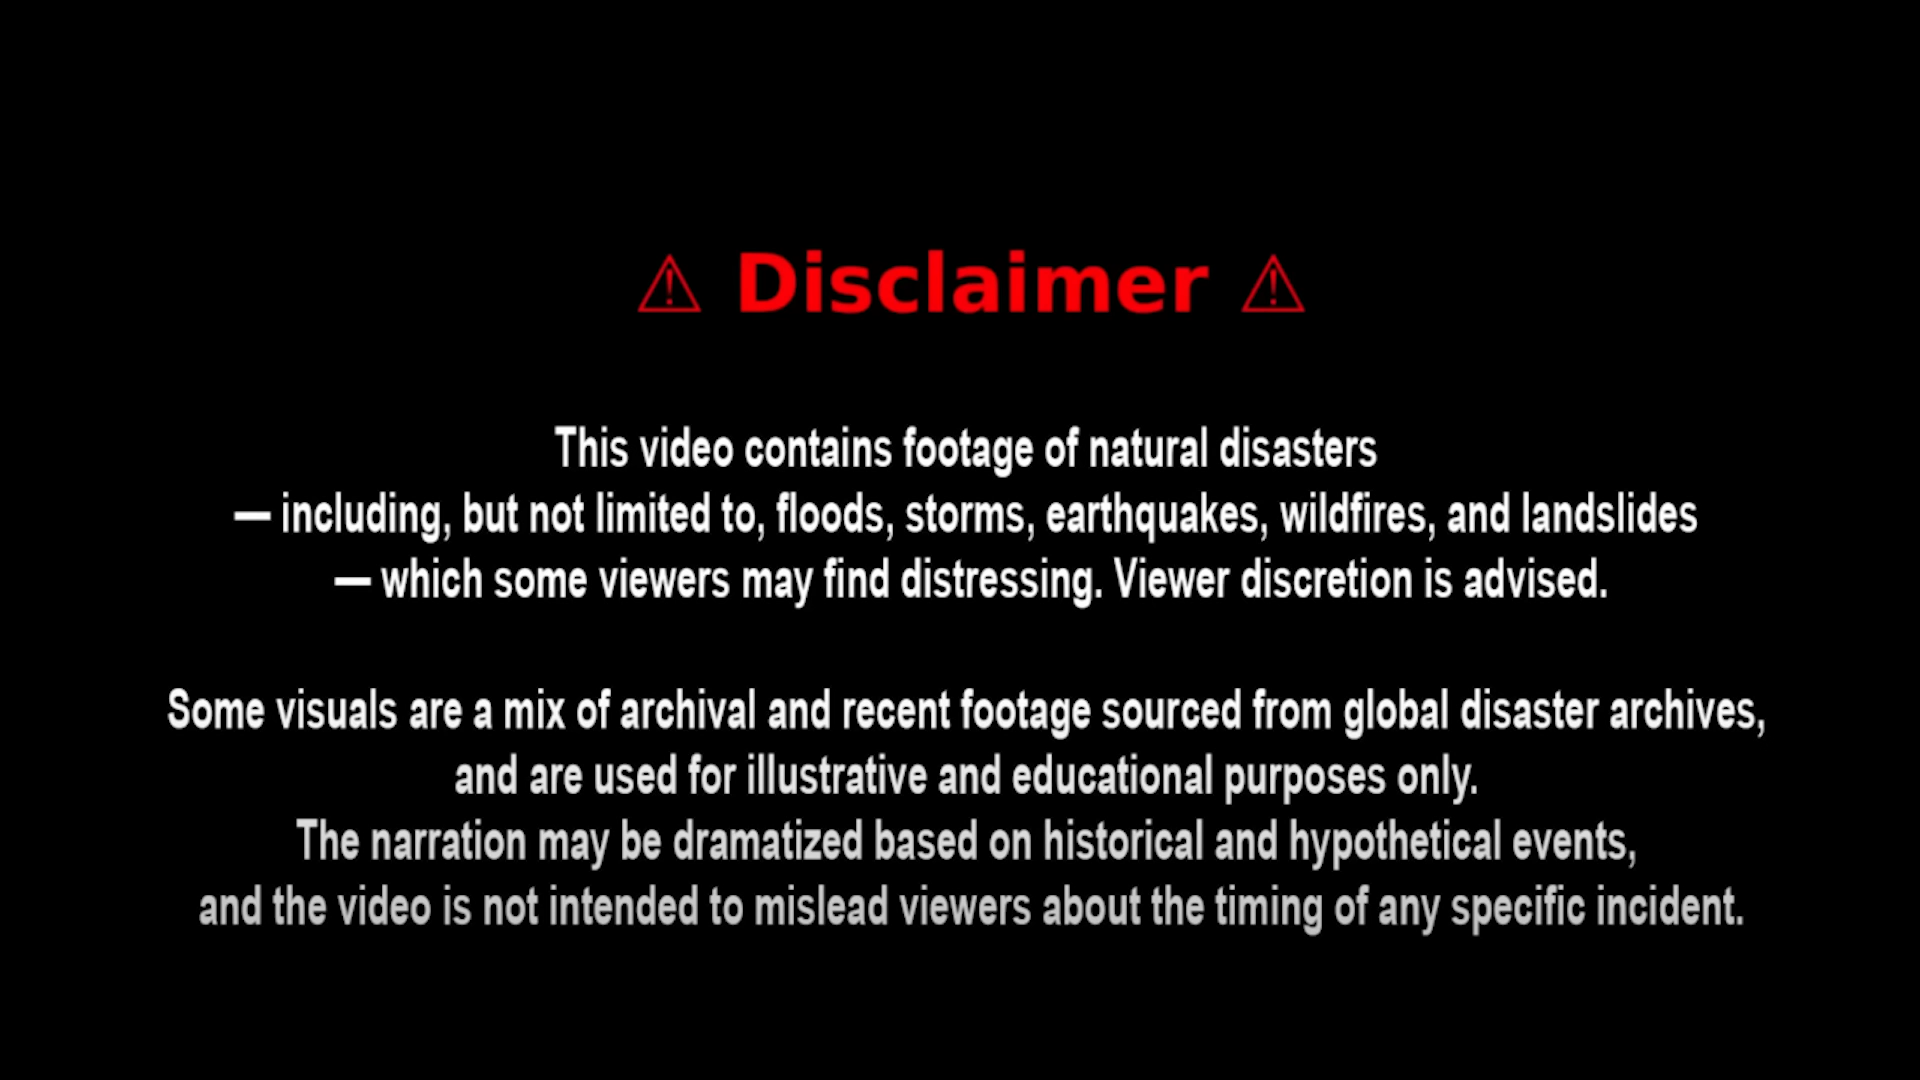 ⚠ Disclaimer ⚠
This video contains footage of natural disasters
— including, but not limited to, floods, storms, earthquakes, wildfires, and landslides
— which some viewers may find distressing. Viewer discretion is advised.
Some visuals are a mix of archival and recent footage sourced from global disaster archives,
and are used for illustrative and educational purposes only.
The narration may be dramatized based on historical and hypothetical events,
and the video is not intended to mislead viewers about the timing of any specific incident.